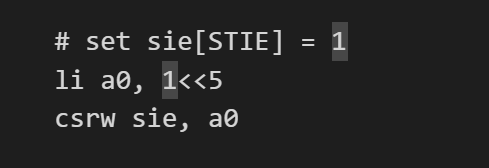 # set sie[STIE] = 1
li a0, 1<<5
csrw sie, a0